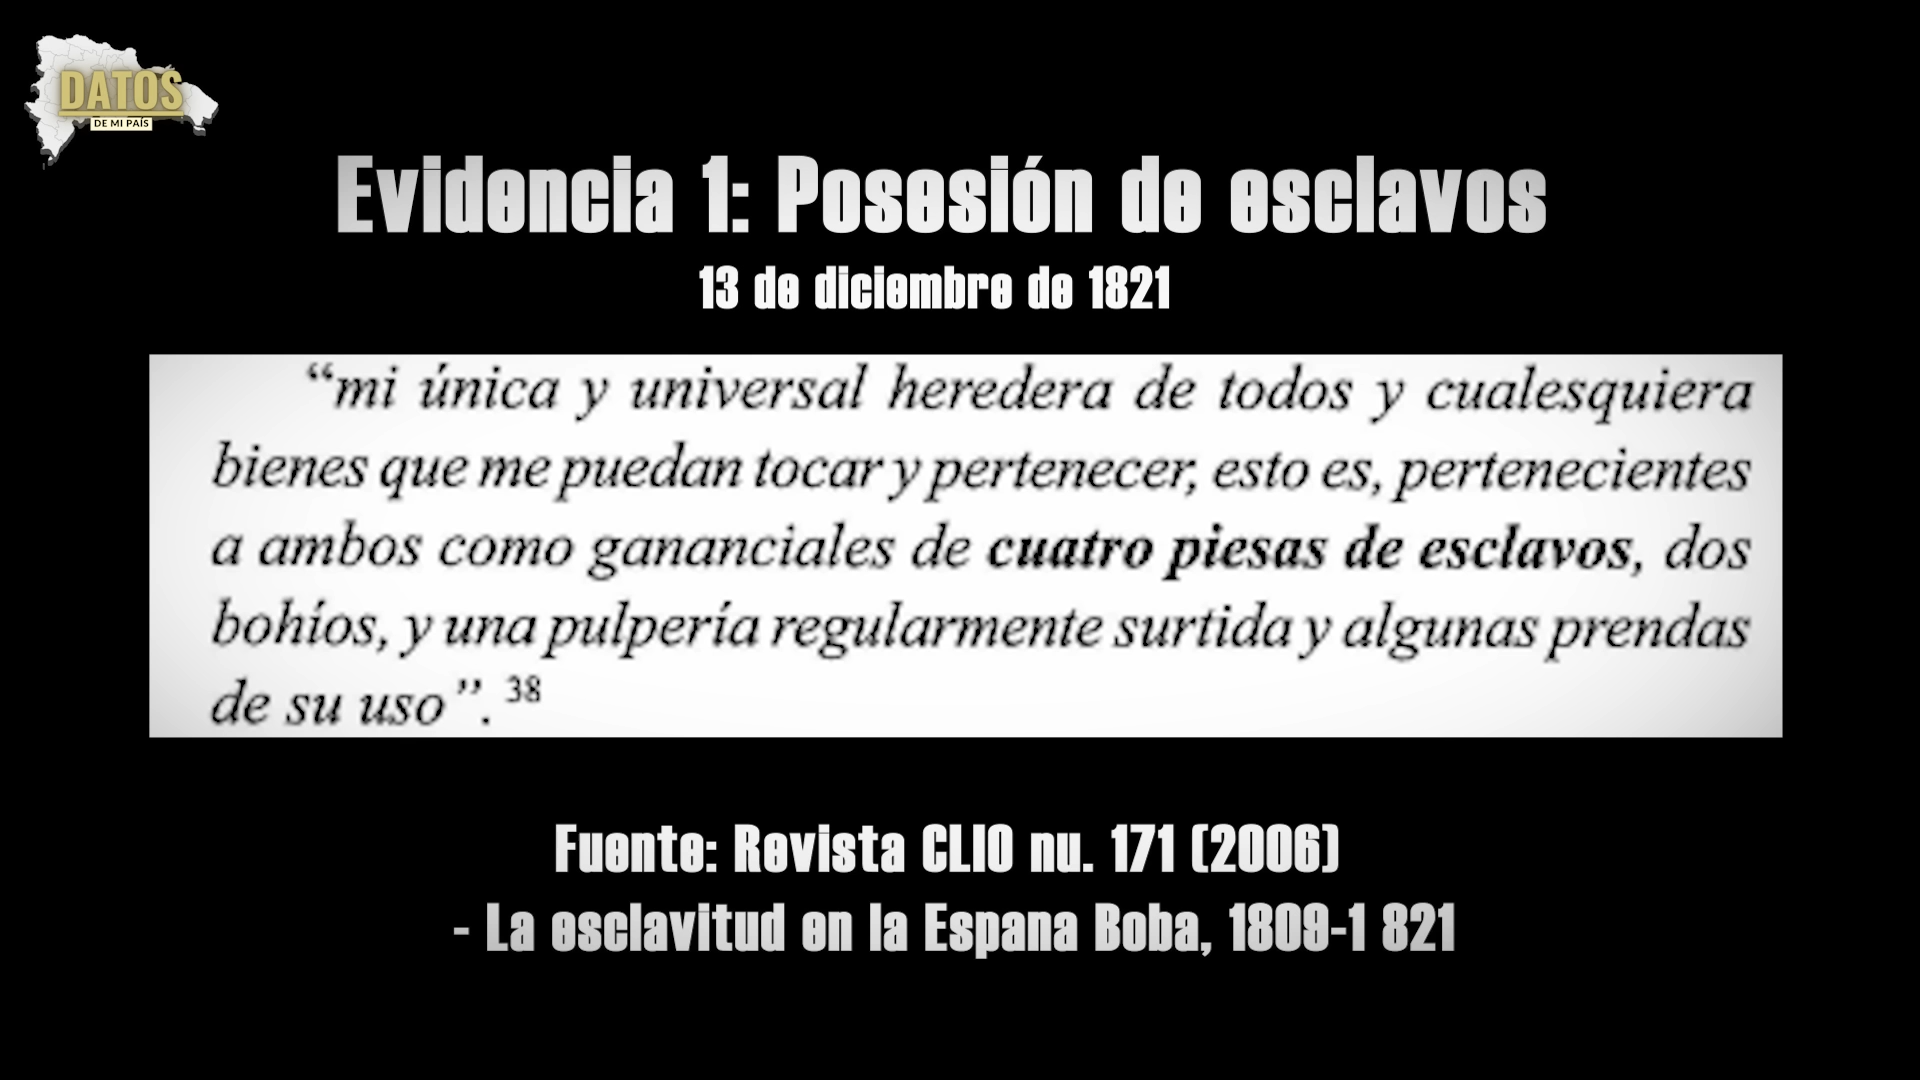 DATOS
DE MI PAÍS
Evidencia 1: Posesión de esclavos
13 de diciembre de 1821
“mi única y universal heredera de todos y cualesquiera
bienes que me puedan tocar y pertenecer, esto es, pertenecientes
a ambos como gananciales de cuatro piesas de esclavos, dos
bohíos, y una pulpería regularmente surtida y algunas prendas
de su uso”.38
Fuente: Revista CLIO nu. 171 (2006)
- La esclavitud en la Espana Boba, 1809-1 821